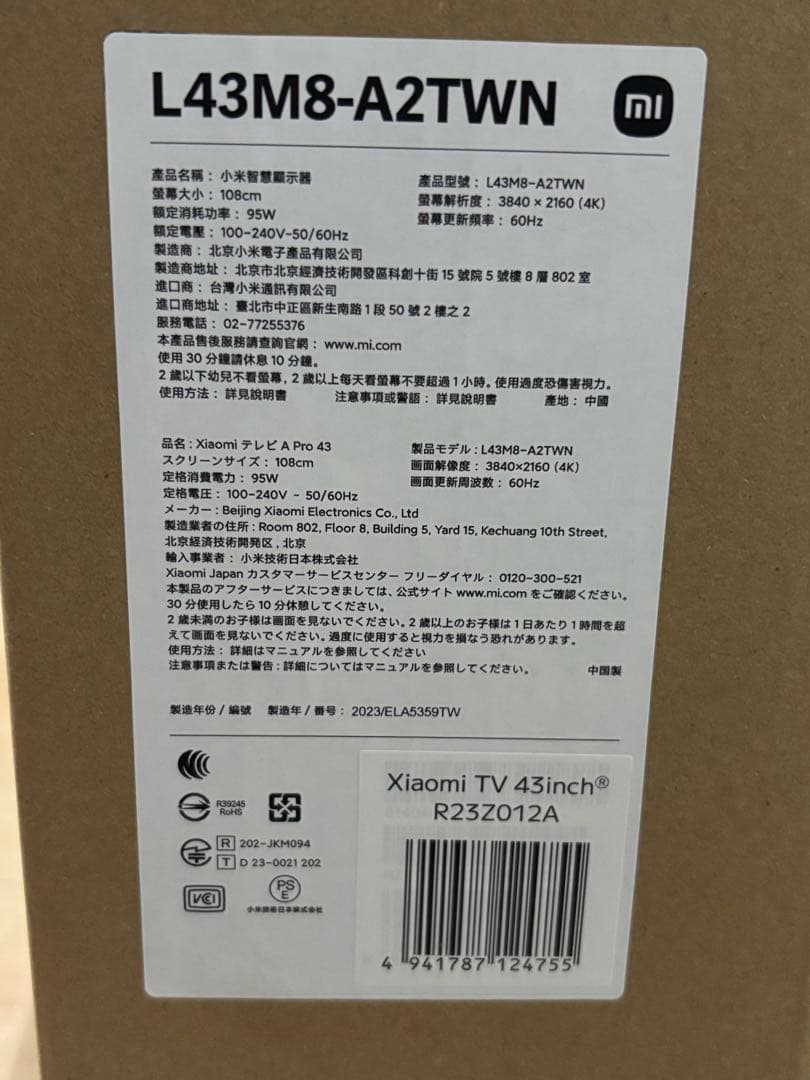 L43M8-A2TWN
mi
產品名稱：小米智慧顯示器
產品型號：L43M8-A2TWN
螢幕大小：108cm
螢幕解析度：3840 × 2160 (4K)
額定消耗功率：95W
螢幕更新頻率：60Hz
額定電壓：100-240V~50/60Hz
製造商：北京小米電子產品有限公司
製造商地址：北京市北京經濟技術開發區科創十街 15 號院 5 號樓 8 層 802 室
進口商：台灣小米通訊有限公司
進口商地址：臺北市中正區新生南路 1 段 50 號 2 樓之 2
服務電話：02-77255376
本產品售後服務請查詢官網：www.mi.com
使用 30 分鐘請休息 10 分鐘。
2 歲以下幼兒不看螢幕，2 歲以上每天看螢幕不要超過 1 小時。使用過度恐傷害視力。
使用方法：詳見說明書 注意事項或警語：詳見說明書 產地：中國
品名：Xiaomi テレビ A Pro 43
製品モデル：L43M8-A2TWN
スクリーンサイズ：108cm
画面解像度：3840×2160 (4K)
定格消費電力：95W
画面更新周波数：60Hz
定格電圧：100-240V ~ 50/60Hz
メーカー：Beijing Xiaomi Electronics Co., Ltd
製造業者の住所：Room 802, Floor 8, Building 5, Yard 15, Kechuang 10th Street,
北京経済技術開発区，北京
輸入事業者：小米技術日本株式会社
Xiaomi Japan カスタマーサービスセンター フリーダイヤル：0120-300-521
本製品のアフターサービスにつきましては、公式サイト www.mi.com をご確認ください。
30 分使用したら 10 分休憩してください。
2 歳未満のお子様は画面を見ないでください。2 歳以上のお子様は 1 日あたり 1 時間を超
えて画面を見ないでください。過度に使用すると視力を損なう恐れがあります。
使用方法：詳細はマニュアルを参照してください
注意事項または警告：詳細についてはマニュアルを参照してください。 中国製
製造年份 / 編號 製造年 / 番号：2023/ELA5359TW
R39245
RoHS
R 202-JKM094
T D 23-0021 202
VCI
PS
E
小米技術日本株式会社
Xiaomi TV 43inch®
R23Z012A
4 941787 124755